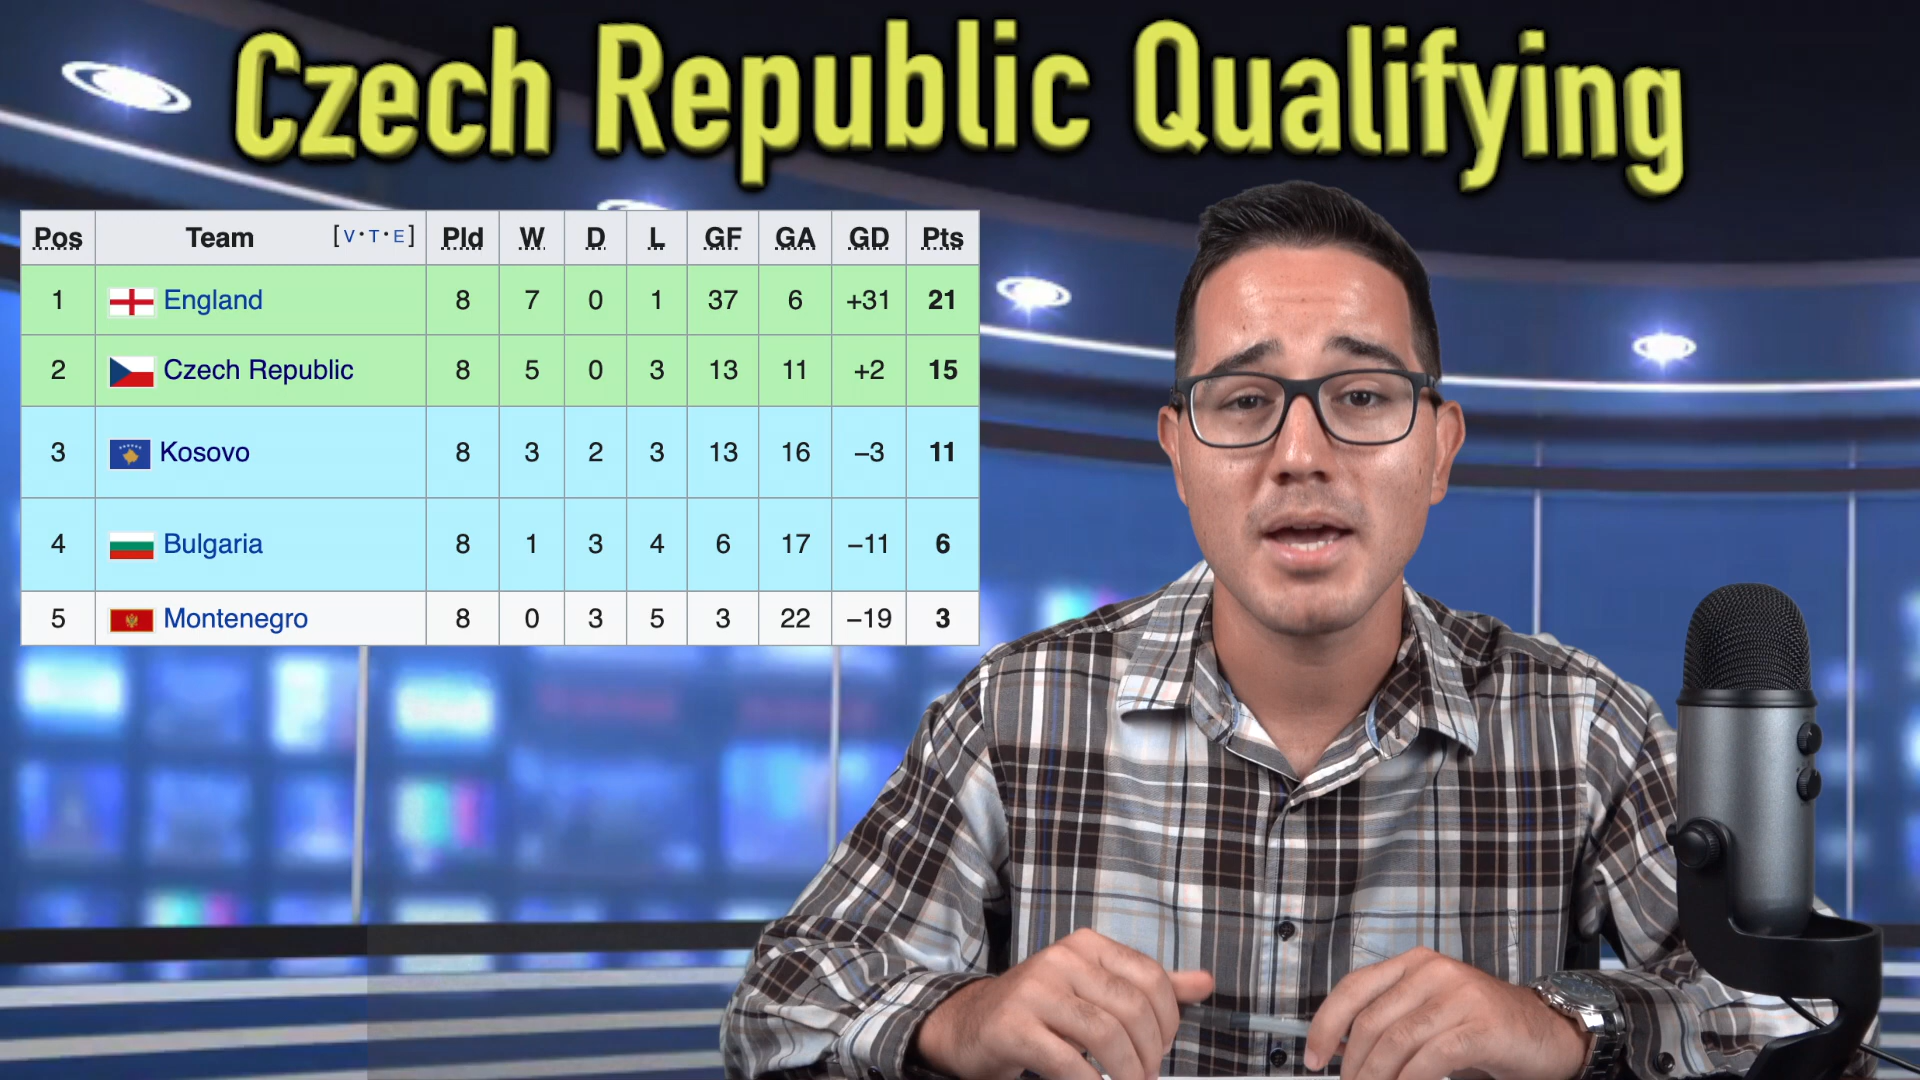 Czech Republic Qualifying
Pos Team [V·T·E] Pld W D L GF GA GD Pts
1 England 8 7 0 1 37 6 +31 21
2 Czech Republic 8 5 0 3 13 11 +2 15
3 Kosovo 8 3 2 3 13 16 −3 11
4 Bulgaria 8 1 3 4 6 17 −11 6
5 Montenegro 8 0 3 5 3 22 −19 3